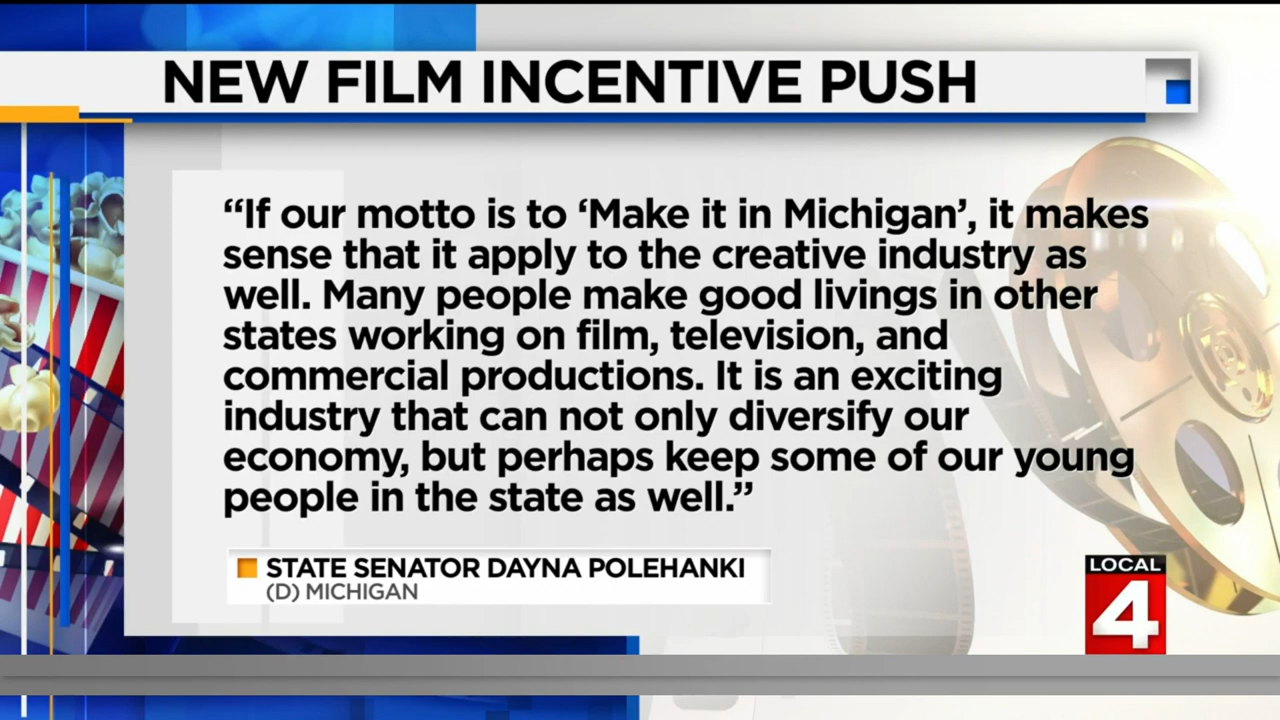 NEW FILM INCENTIVE PUSH
“If our motto is to ‘Make it in Michigan’, it makes
sense that it apply to the creative industry as
well. Many people make good livings in other
states working on film, television, and
commercial productions. It is an exciting
industry that can not only diversify our
economy, but perhaps keep some of our young
people in the state as well.”
STATE SENATOR DAYNA POLEHANKI
(D) MICHIGAN
LOCAL
4